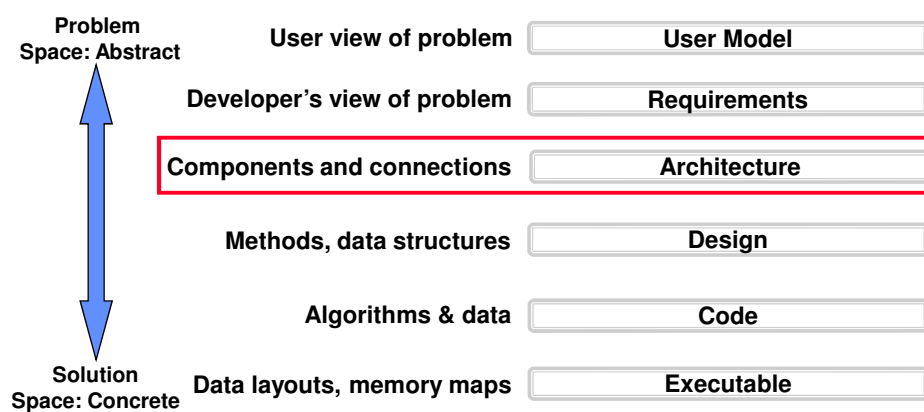 Problem
Space: Abstract
User view of problem
User Model
Developer’s view of problem
Requirements
Components and connections
Architecture
Methods, data structures
Design
Algorithms & data
Code
Solution
Space: Concrete
Data layouts, memory maps
Executable